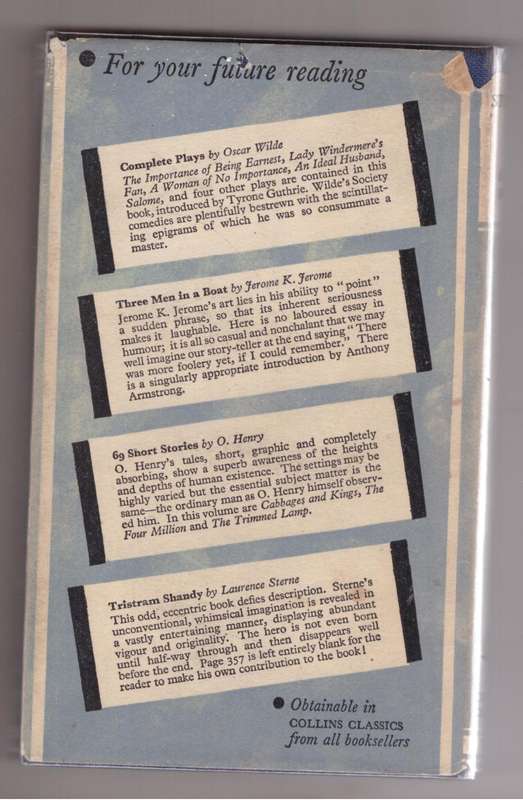 For your future reading
Complete Plays by Oscar Wilde
The Importance of Being Earnest, Lady Windermere's
Fan, A Woman of No Importance, An Ideal Husband,
Salome, and four other plays are contained in this
book, introduced by Tyrone Guthrie. Wilde's Society
comedies are plentifully bestrewn with the scintillat-
ing epigrams of which he was so consummate a
master.
Three Men in a Boat by Jerome K. Jerome
Jerome K. Jerome's art lies in his ability to "point"
a sudden phrase, so that its inherent seriousness
makes it laughable. Here is no laboured essay in
humour; it is all so casual and nonchalant that we may
well imagine our story-teller at the end saying "There
was more foolery yet, if I could remember." There
is a singularly appropriate introduction by Anthony
Armstrong.
69 Short Stories by O. Henry
O. Henry's tales, short, graphic and completely
absorbing, show a superb awareness of the heights
and depths of human existence. The settings may be
highly varied but the essential subject matter is the
same—the ordinary man as O. Henry himself observ-
ed him. In this volume are Cabbages and Kings, The
Four Million and The Trimmed Lamp.
Tristram Shandy by Laurence Sterne
This odd, eccentric book defies description. Sterne's
unconventional, whimsical imagination is revealed in
a vastly entertaining manner, displaying abundant
vigour and originality. The hero is not even born
until half-way through and then disappears well
before the end. Page 357 is left entirely blank for the
reader to make his own contribution to the book!
Obtainable in
COLLINS CLASSICS
from all booksellers